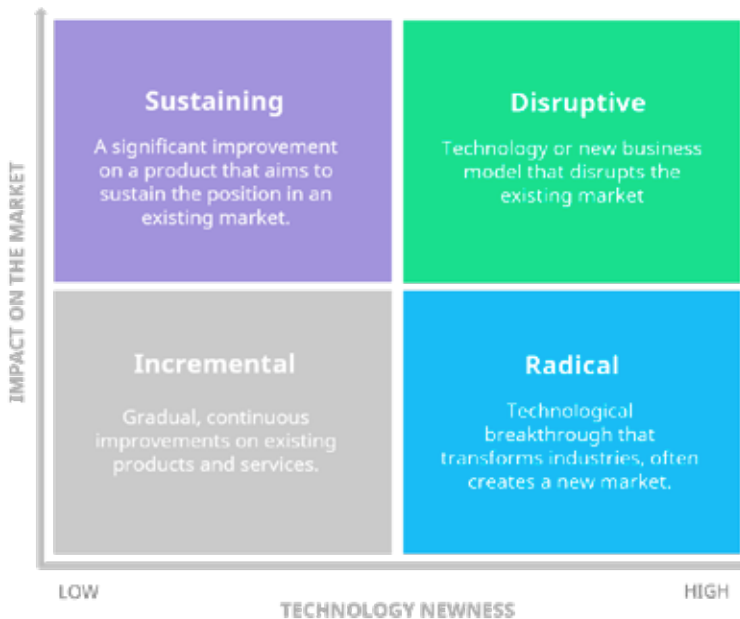 Sustaining
A significant improvement
on a product that aims to
sustain the position in an
existing market.
Disruptive
Technology or new business
model that disrupts the
existing market
Incremental
Gradual, continuous
improvements on existing
products and services.
Radical
Technological
breakthrough that
transforms industries, often
creates a new market.
IMPACT ON THE MARKET
LOW
HIGH
TECHNOLOGY NEWNESS